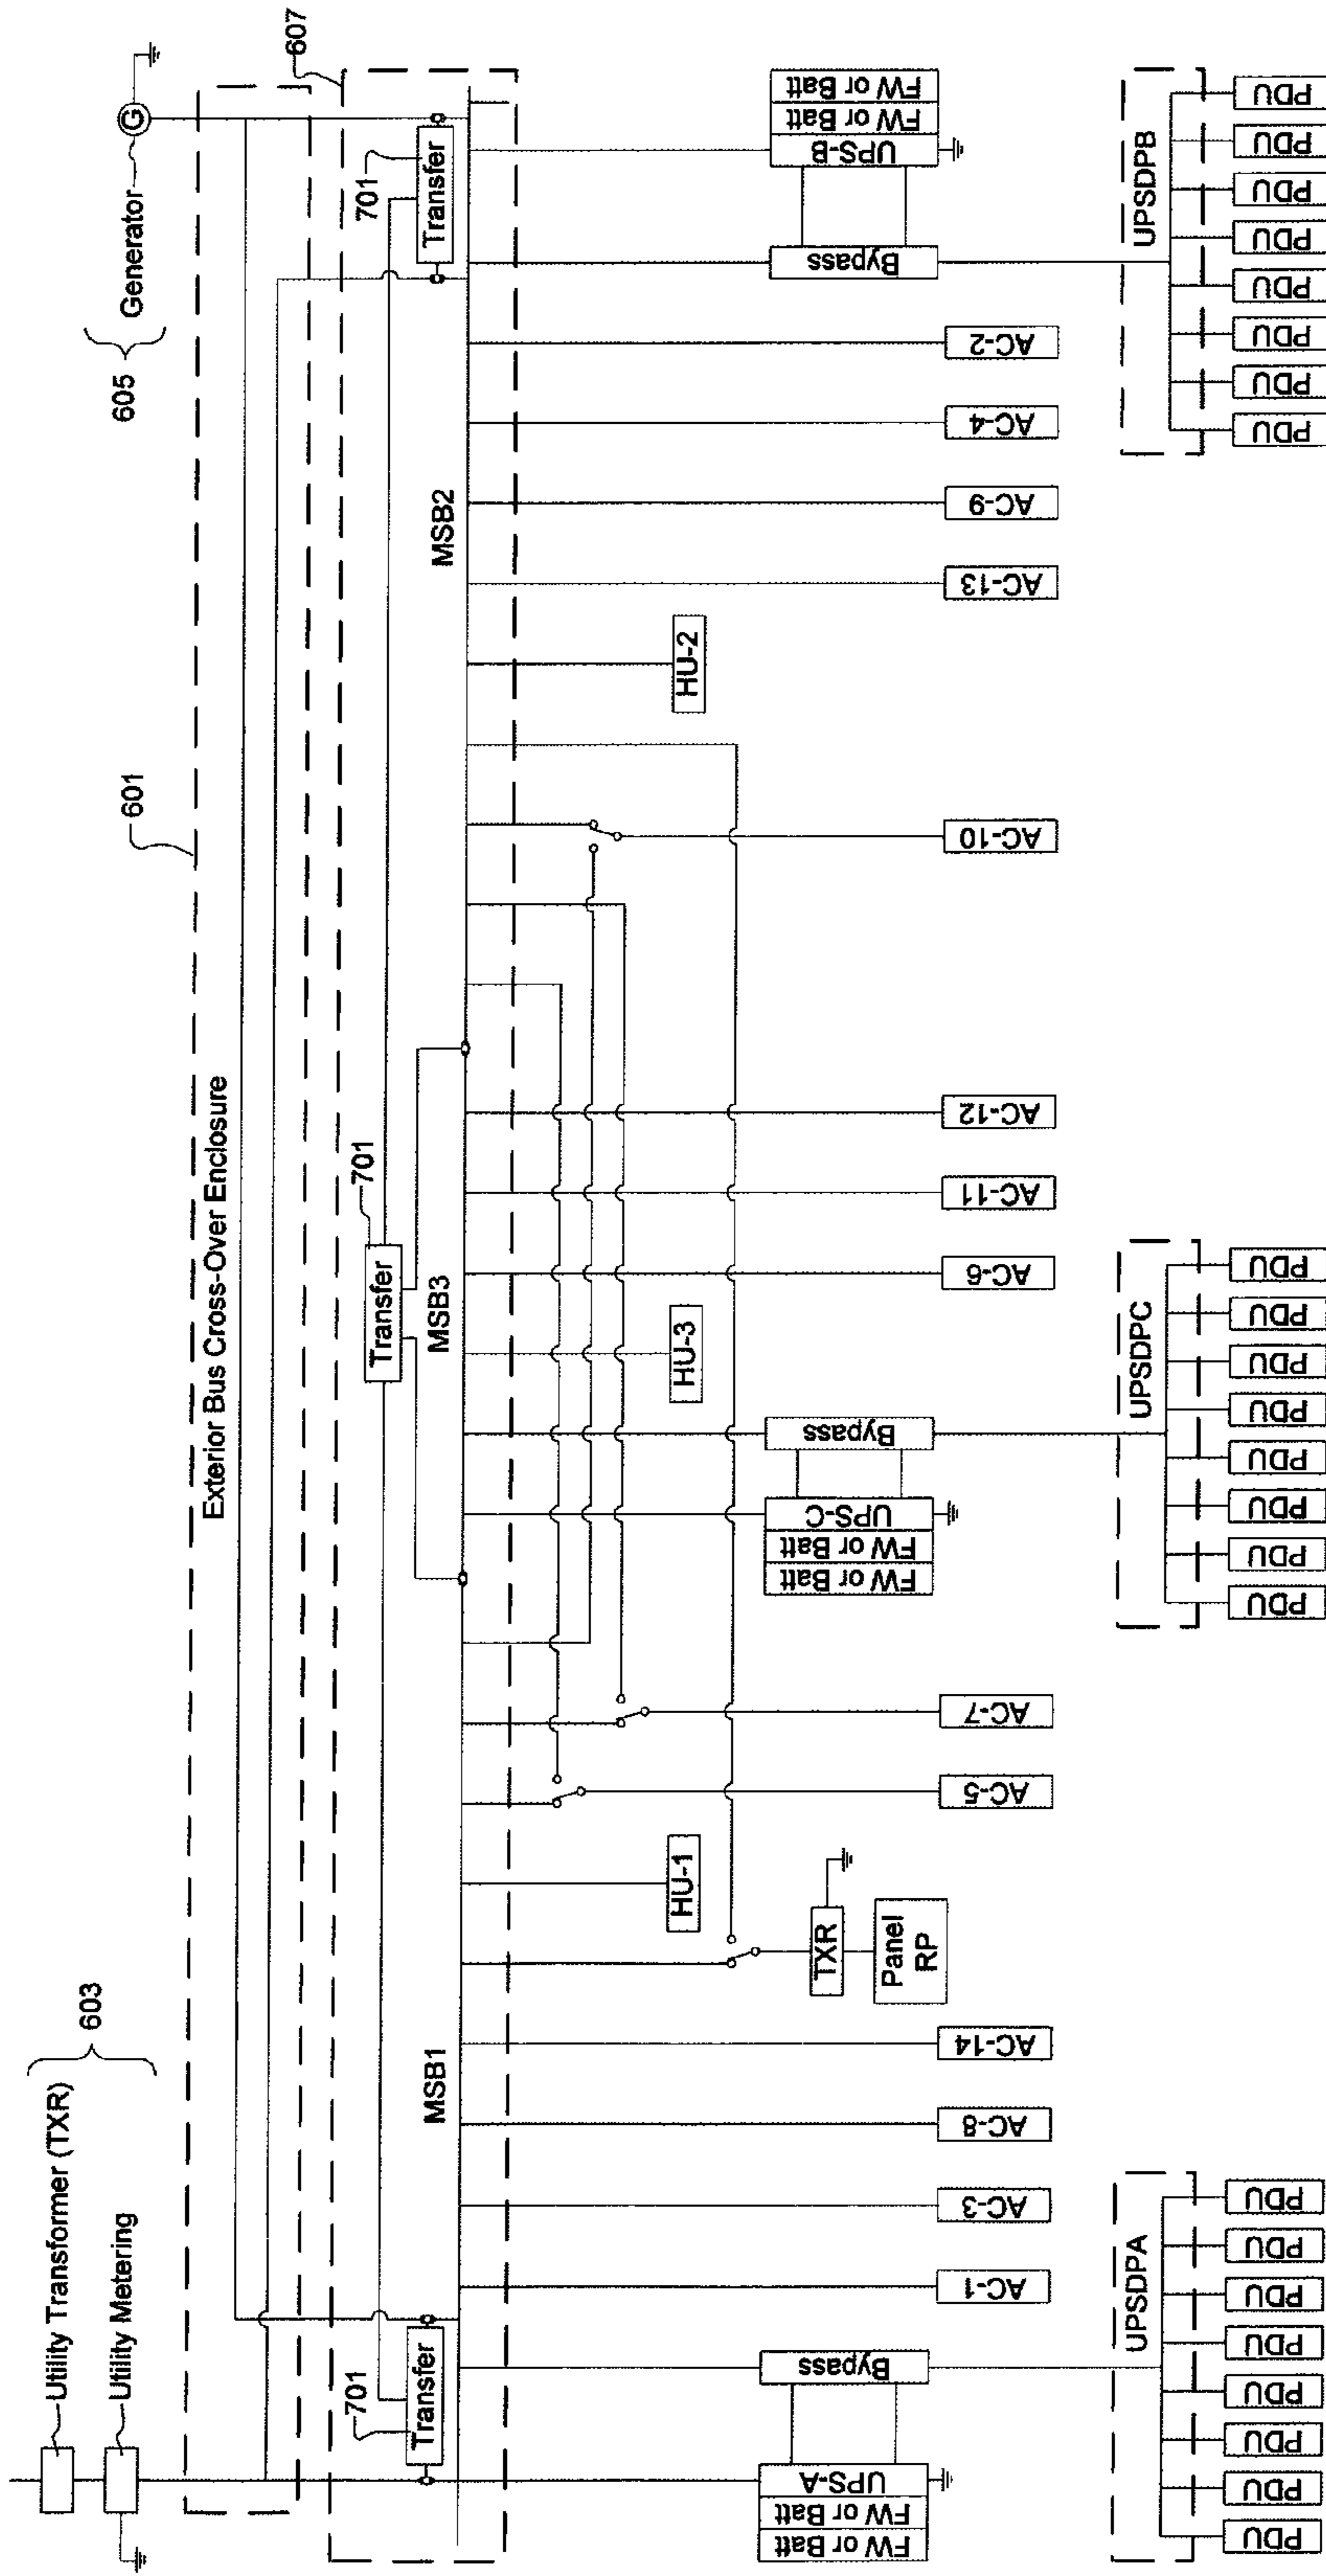 Utility Transformer (TXR)
Utility Metering
603
Generator
G
605
601
607
Exterior Bus Cross-Over Enclosure
701
Transfer
701
Transfer
701
Transfer
MSB1
MSB3
MSB2
HU-1
HU-3
HU-2
TXR
Panel
RP
FW or Batt
FW or Batt
UPS-A
Bypass
FW or Batt
FW or Batt
UPS-C
Bypass
Bypass
UPS-B
FW or Batt
FW or Batt
AC-1
AC-3
AC-8
AC-14
AC-5
AC-7
AC-6
AC-11
AC-12
AC-10
AC-13
AC-9
AC-4
AC-2
UPSDPA
PDU
PDU
PDU
PDU
PDU
PDU
PDU
PDU
UPSDPC
PDU
PDU
PDU
PDU
PDU
PDU
PDU
PDU
UPSDPB
PDU
PDU
PDU
PDU
PDU
PDU
PDU
PDU